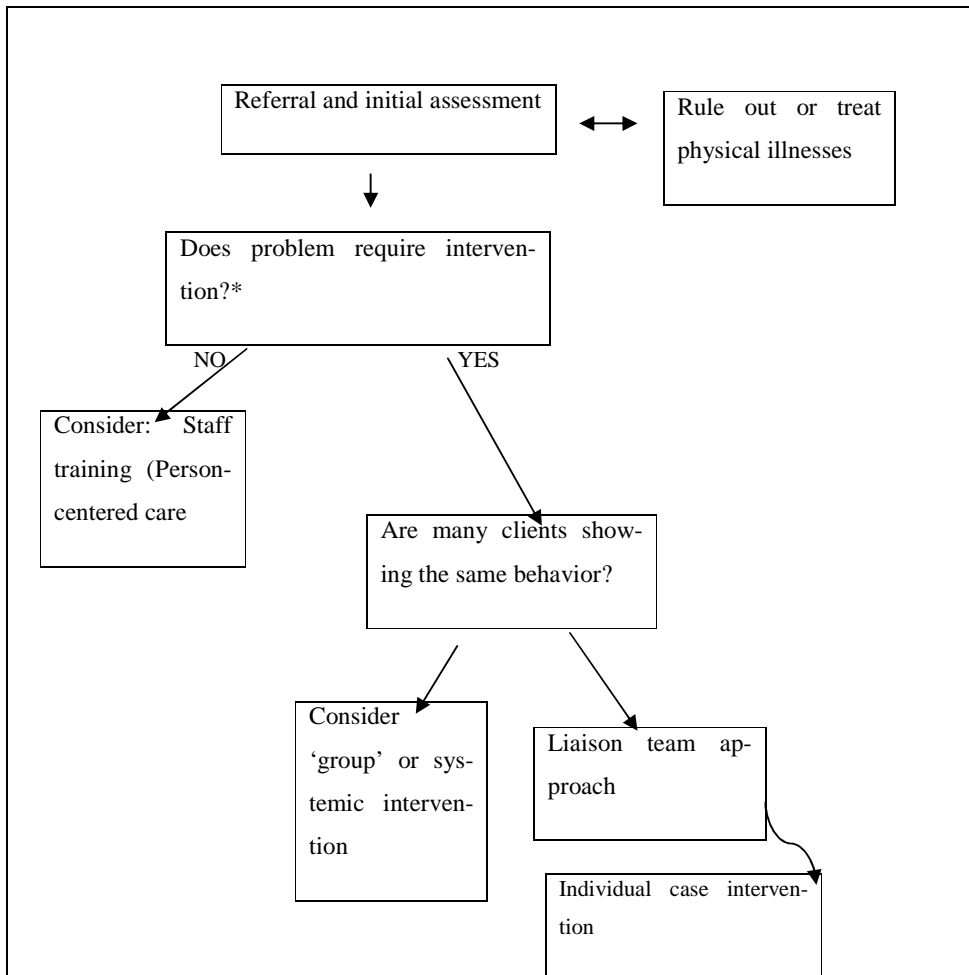 Referral and initial assessment
Rule out or treat
physical illnesses
Does problem require interven-
tion?*
NO
YES
Consider: Staff
training (Person-
centered care
Are many clients show-
ing the same behavior?
Consider
‘group’ or sys-
temic interven-
tion
Liaison team ap-
proach
Individual case interven-
tion